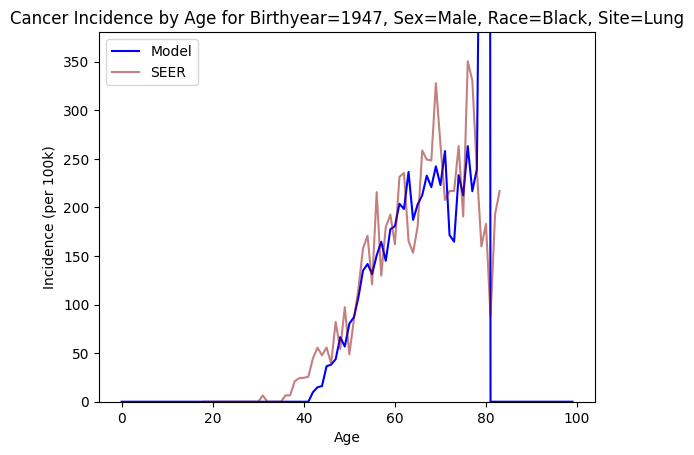 Cancer Incidence by Age for Birthyear=1947, Sex=Male, Race=Black, Site=Lung
Model
SEER
350
300
250
200
150
100
50
0
Incidence (per 100k)
0 20 40 60 80 100
Age